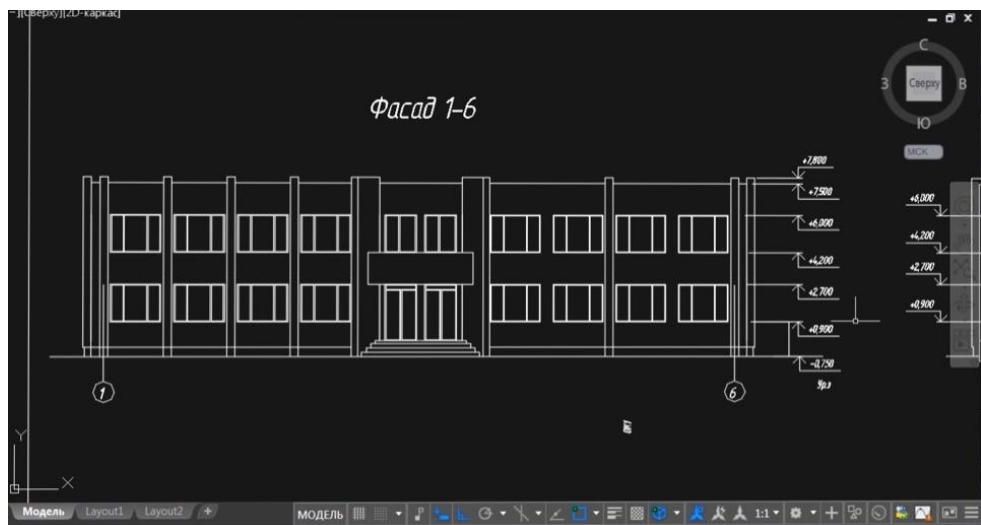 –][Сверху][2D-каркас]
С
З
Сверху
В
Ю
МСК
Фасад 1-6
+7,800
+7,500
+6,000
+4,200
+2,700
+0,900
-0,750
Ур.з
+6,000
+4,200
+2,700
+0,900
1
6
Y
X
Модель Layout1 Layout2 +
МОДЕЛЬ 1:1